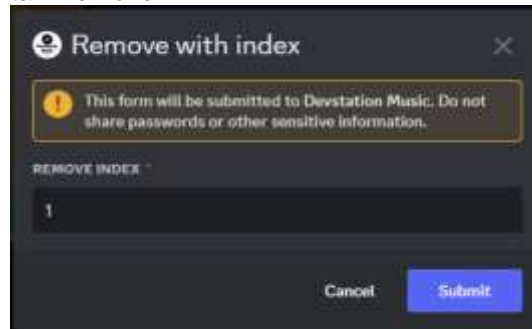 Remove with index
This form will be submitted to Devstation Music. Do not
share passwords or other sensitive information.
REMOVE INDEX *
1
Cancel
Submit